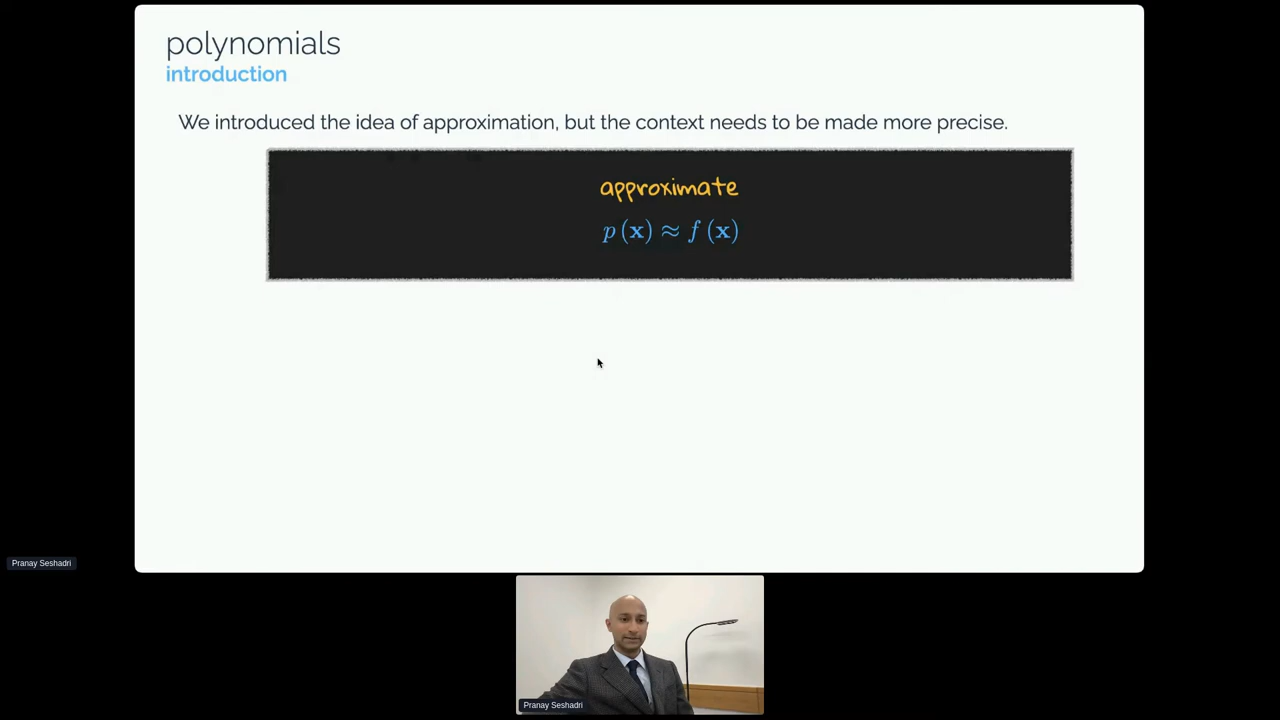 polynomials
introduction
We introduced the idea of approximation, but the context needs to be made more precise.
approximate
p (x) ≈ f (x)
Pranay Seshadri
Pranay Seshadri